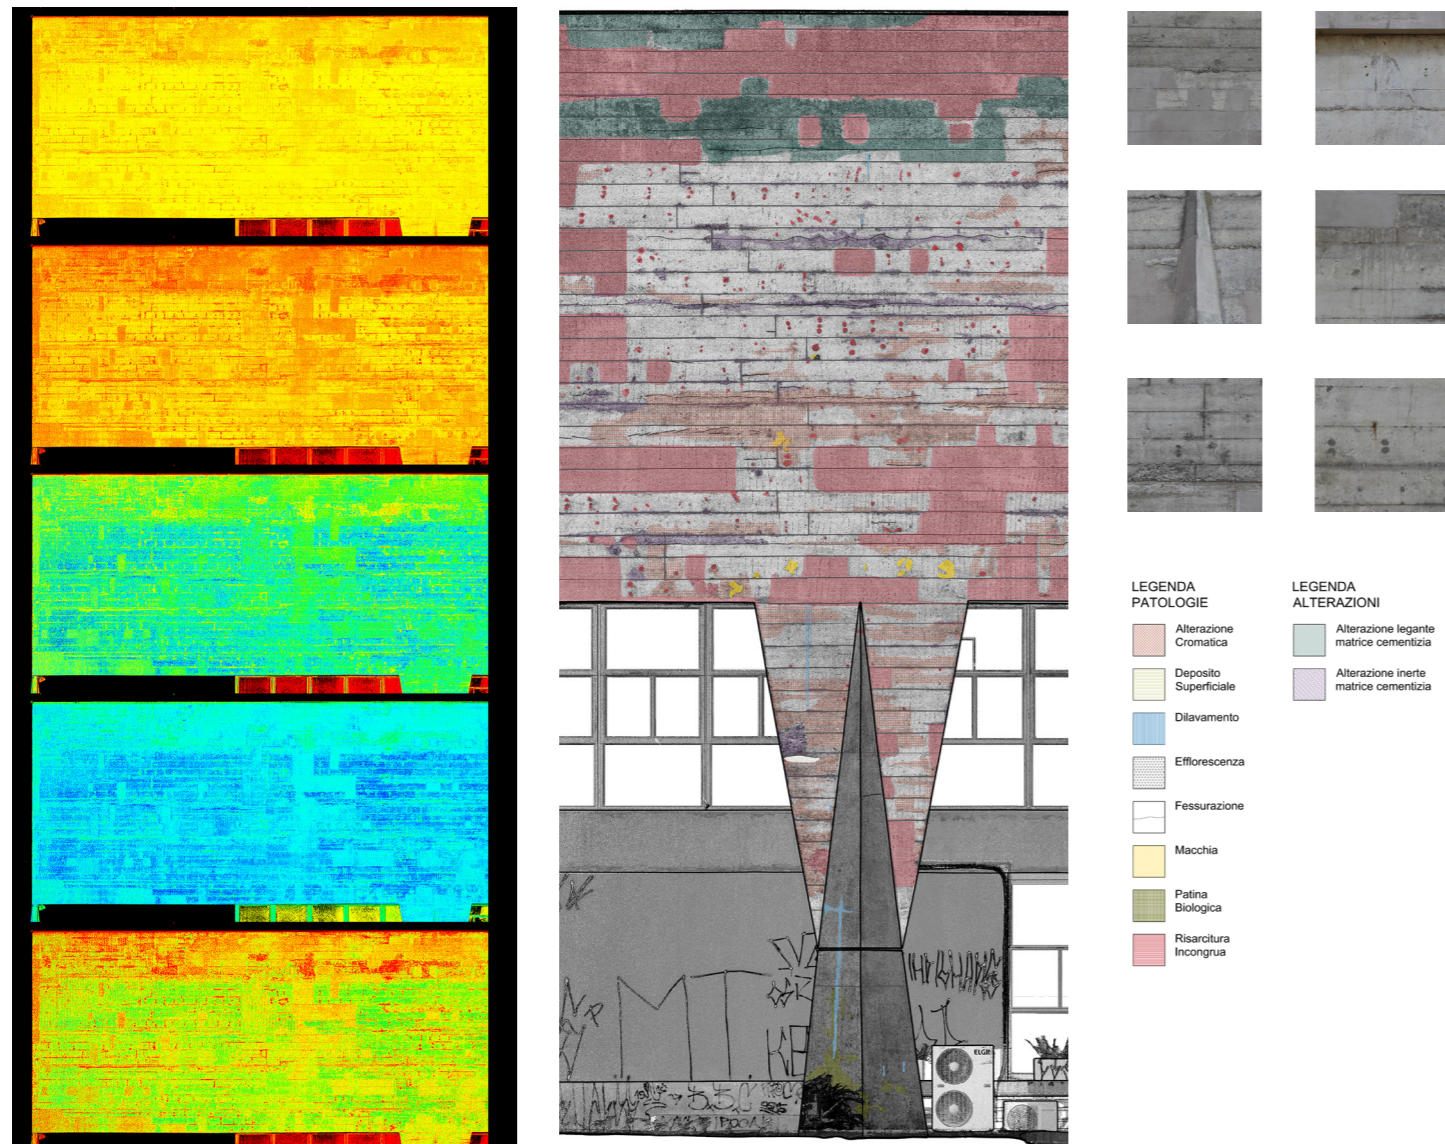 LEGENDA
PATOLOGIE
Alterazione
Cromatica
Deposito
Superficiale
Dilavamento
Efflorescenza
Fessurazione
Macchia
Patina
Biologica
Risarcitura
Incongrua
LEGENDA
ALTERAZIONI
Alterazione legante
matrice cementizia
Alterazione inerte
matrice cementizia
MT
ELGIN